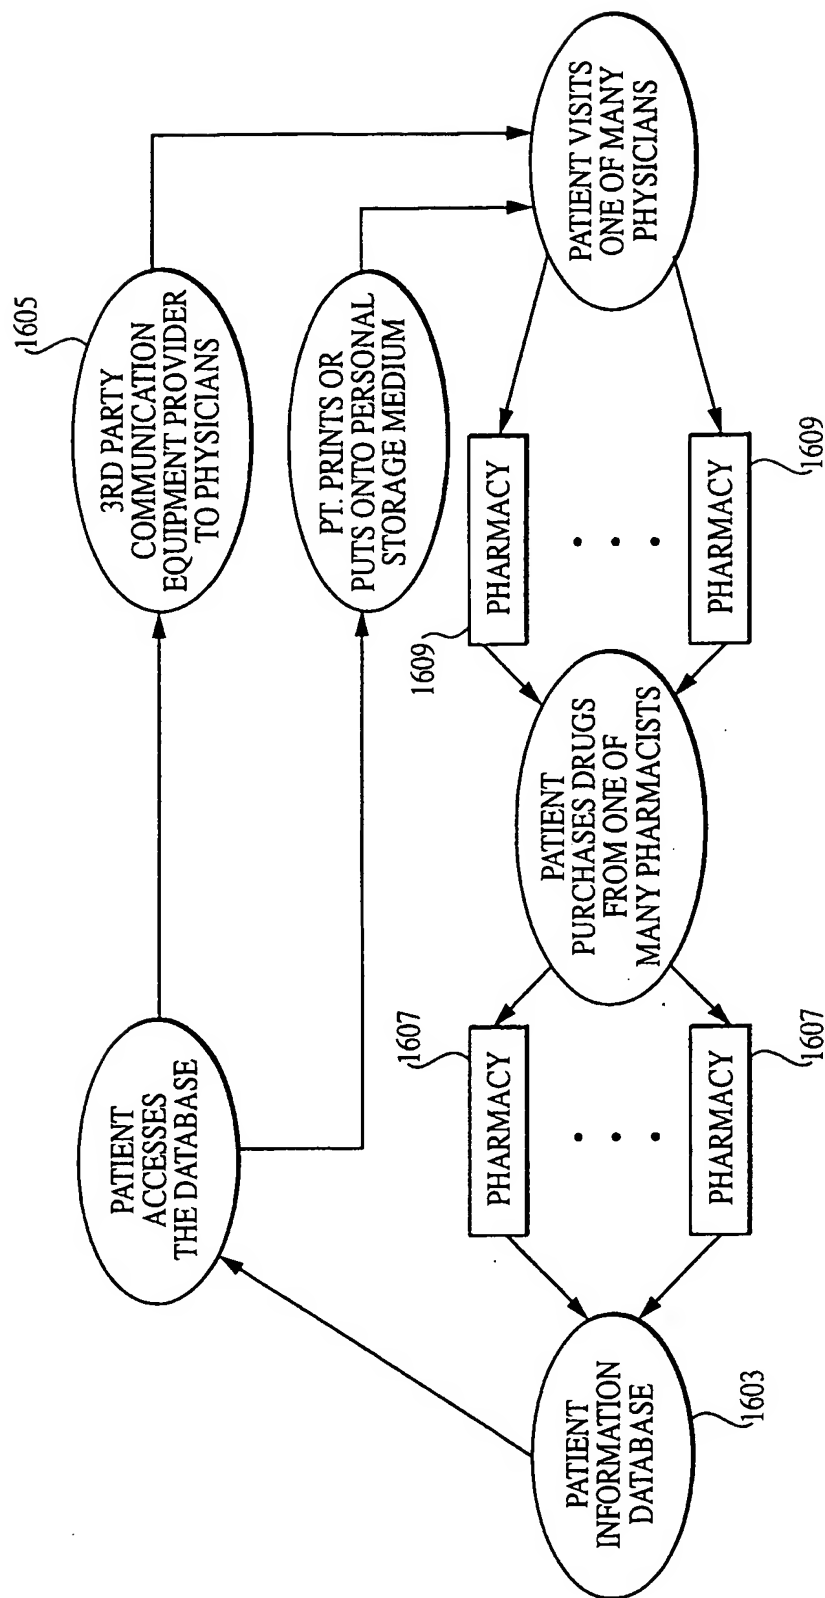 1605
3RD PARTY
COMMUNICATION
EQUIPMENT PROVIDER
TO PHYSICIANS
PATIENT
ACCESSES
THE DATABASE
PT. PRINTS OR
PUTS ONTO PERSONAL
STORAGE MEDIUM
PATIENT VISITS
ONE OF MANY
PHYSICIANS
PATIENT
INFORMATION
DATABASE
1603
PHARMACY
1607
PHARMACY
1607
PATIENT
PURCHASES DRUGS
FROM ONE OF
MANY PHARMACISTS
1609
PHARMACY
PHARMACY
1609